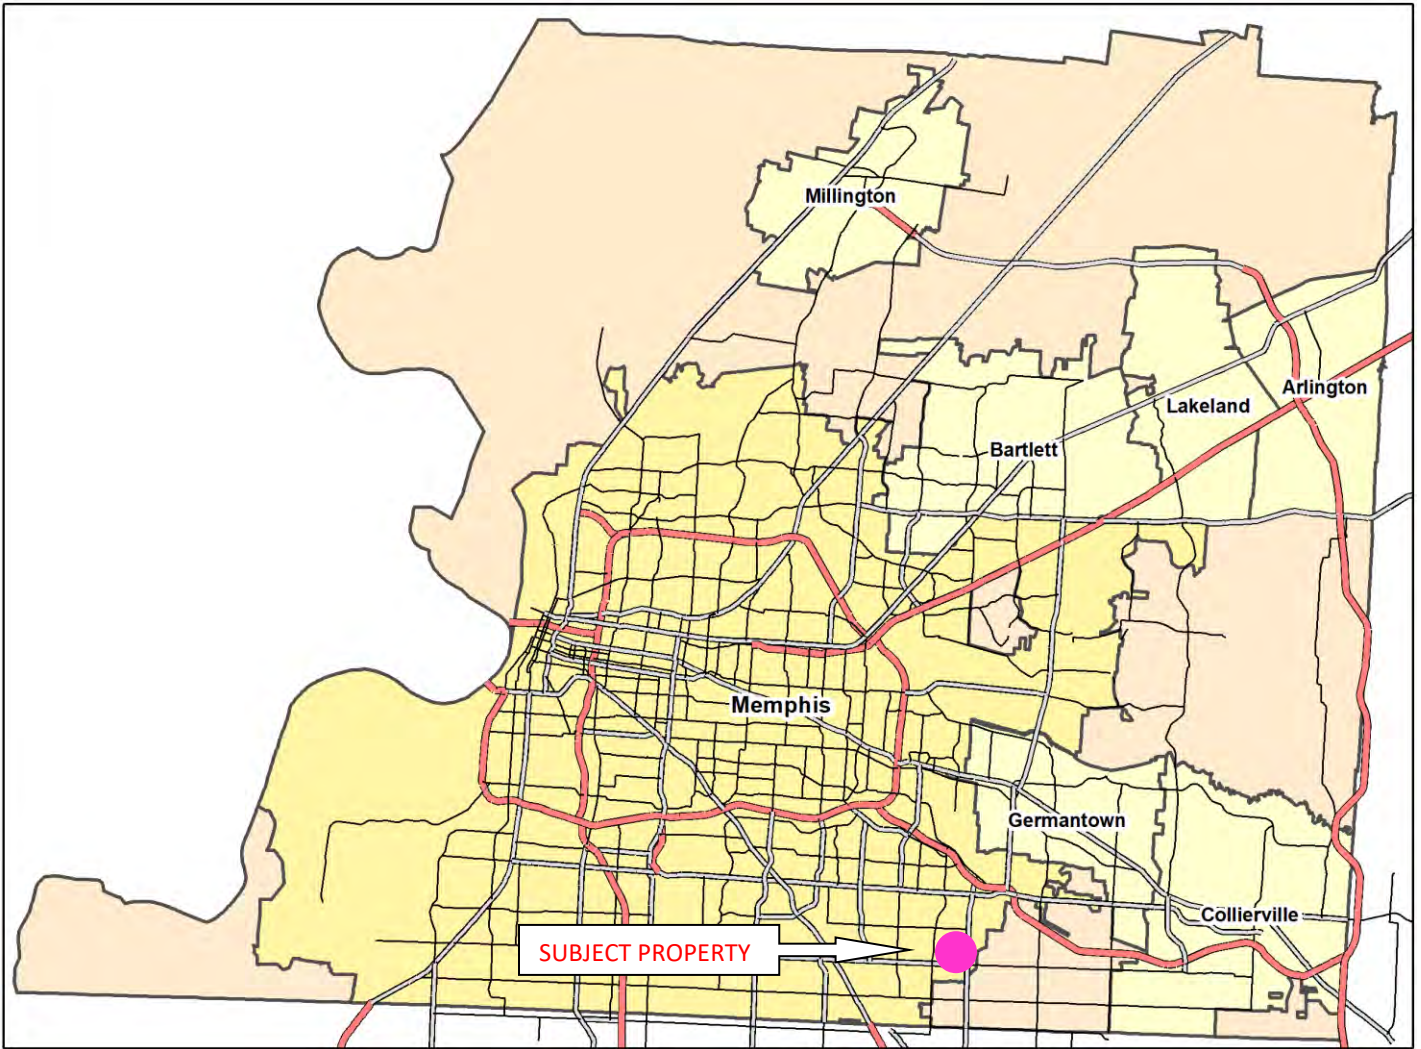 Millington
Arlington
Lakeland
Bartlett
Memphis
Germantown
Collierville
SUBJECT PROPERTY